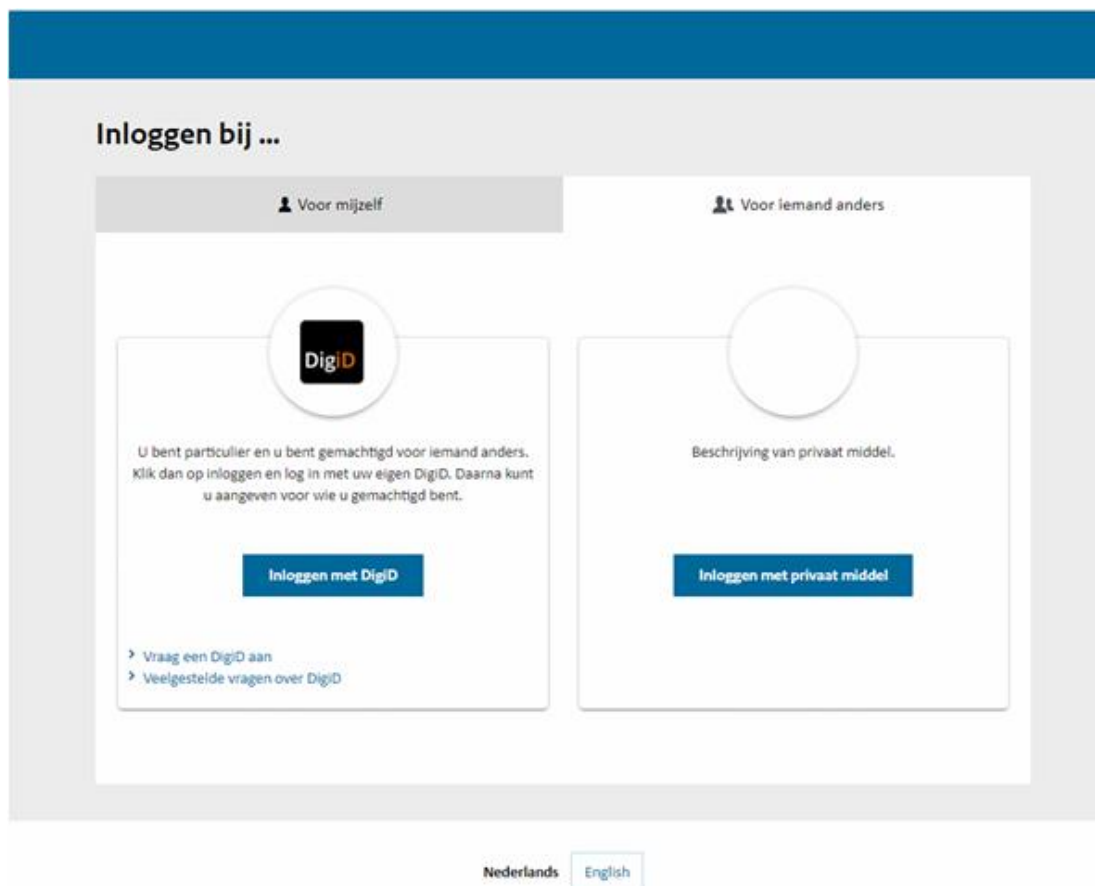 Inloggen bij ...
Voor mijzelf
Voor iemand anders
DigiD
U bent particulier en u bent gemachtigd voor iemand anders.
Klik dan op inloggen en log in met uw eigen DigiD. Daarna kunt
u aangeven voor wie u gemachtigd bent.
Inloggen met DigiD
Vraag een DigiD aan
Veelgestelde vragen over DigiD
Beschrijving van privaat middel.
Inloggen met privaat middel
Nederlands English